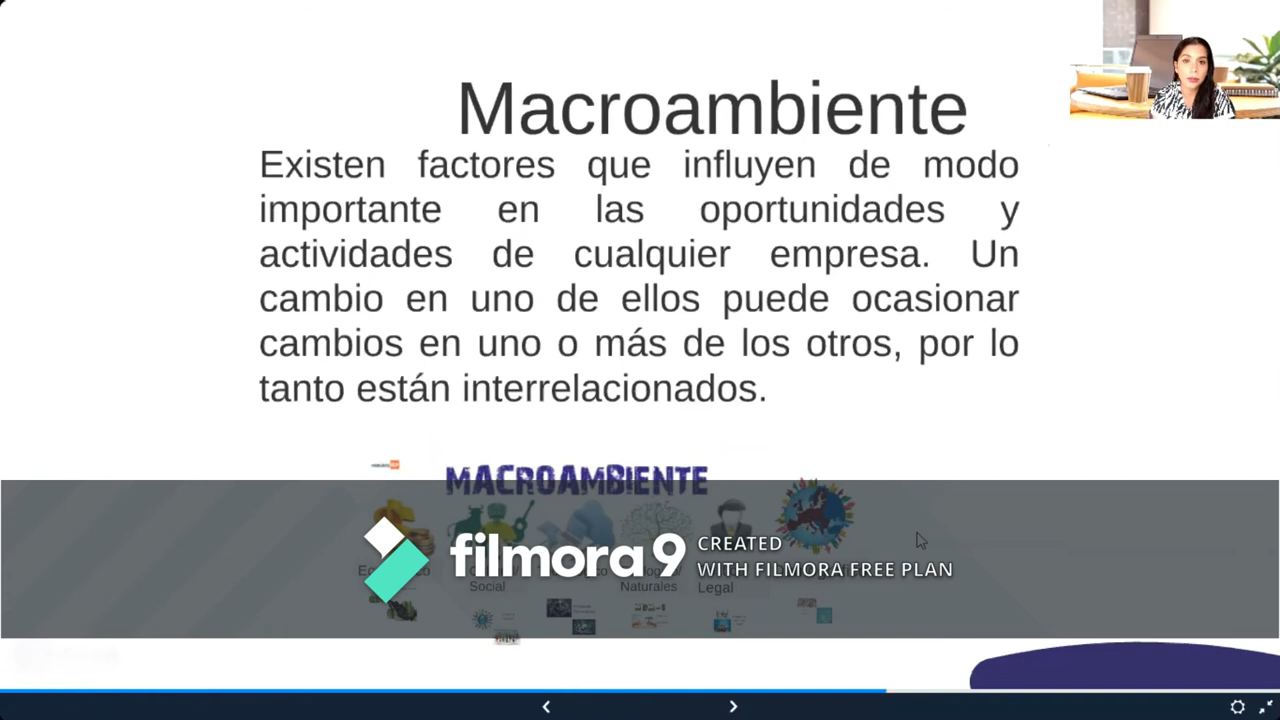 Macroambiente
Existen factores que influyen de modo
importante en las oportunidades y
actividades de cualquier empresa. Un
cambio en uno de ellos puede ocasionar
cambios en uno o más de los otros, por lo
tanto están interrelacionados.
MACROAMBIENTE
filmora9 CREATED
WITH FILMORA FREE PLAN
Social
Naturales
Legal